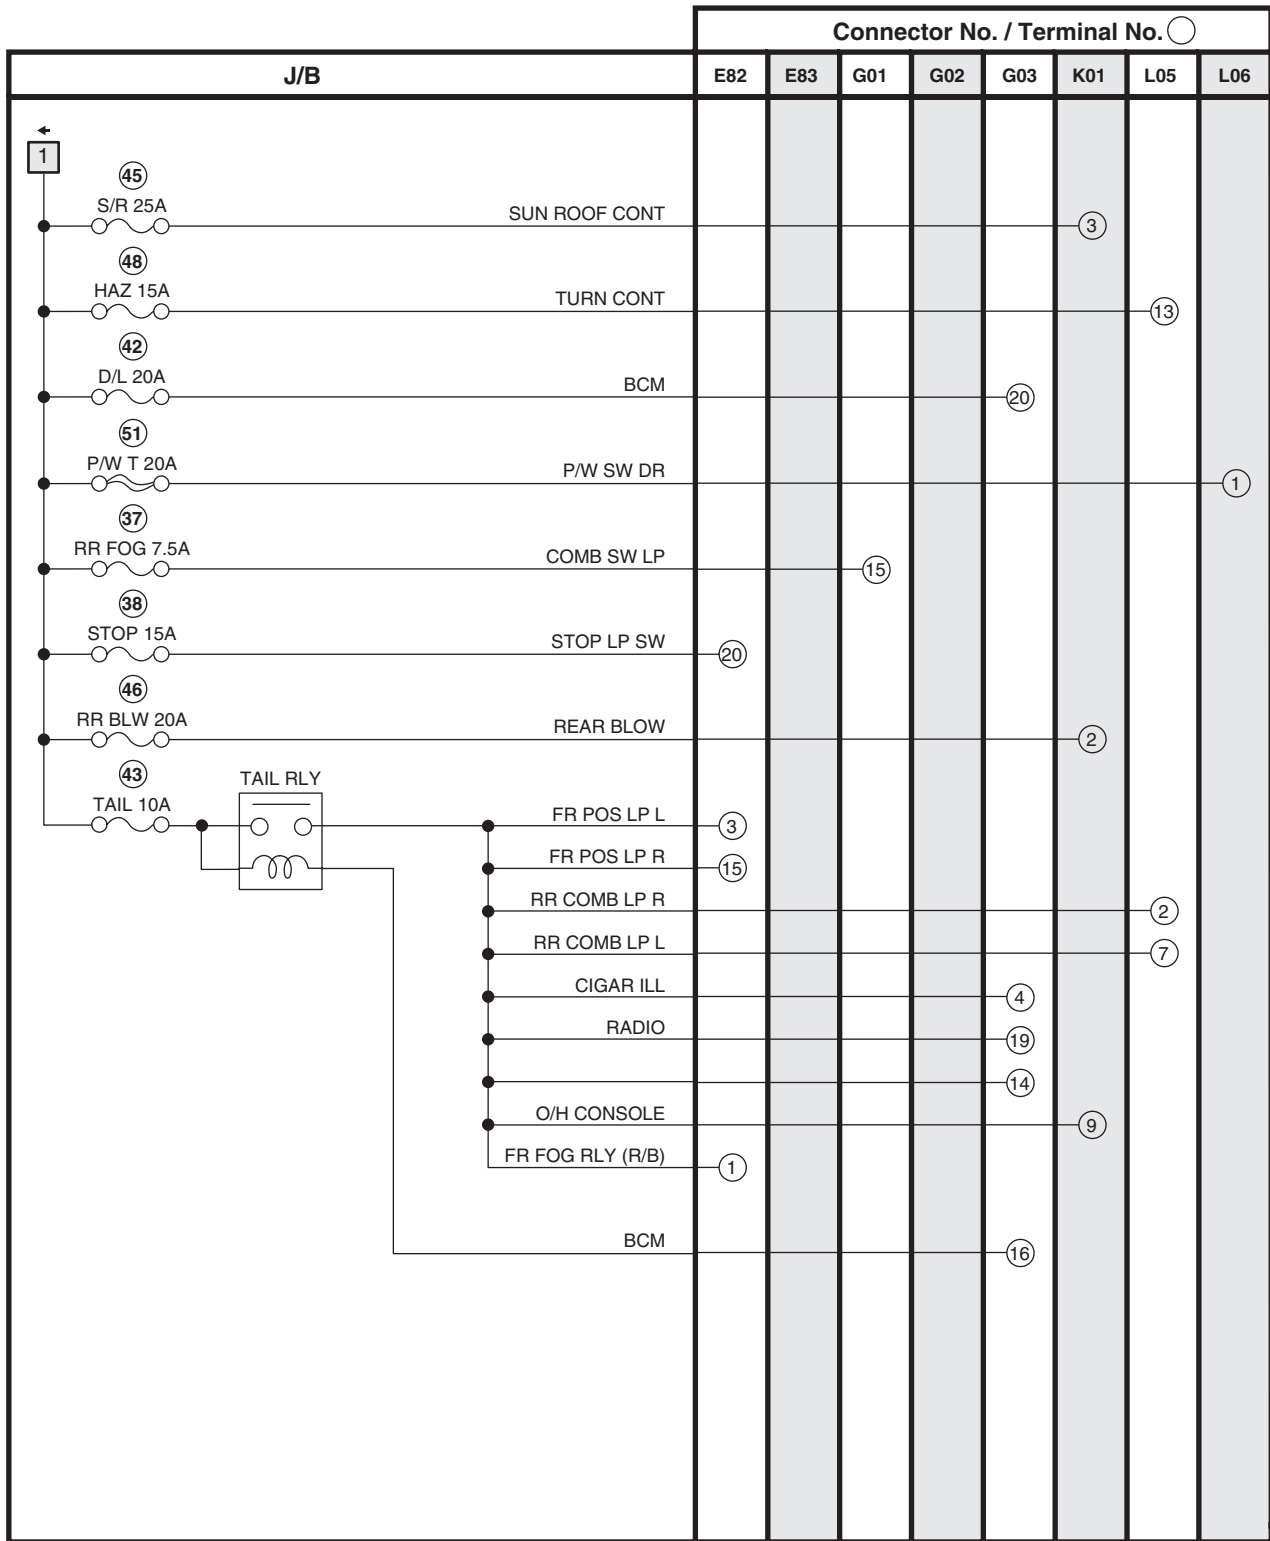 Connector No. / Terminal No.
J/B E82 E83 G01 G02 G03 K01 L05 L06
1
45
S/R 25A SUN ROOF CONT 3
48
HAZ 15A TURN CONT 13
42
D/L 20A BCM 20
51
P/W T 20A P/W SW DR 1
37
RR FOG 7.5A COMB SW LP 15
38
STOP 15A STOP LP SW 20
46
RR BLW 20A REAR BLOW 2
43 TAIL RLY
TAIL 10A FR POS LP L 3
FR POS LP R 15
RR COMB LP R 2
RR COMB LP L 7
CIGAR ILL 4
RADIO 19
14
O/H CONSOLE 9
FR FOG RLY (R/B) 1
BCM 16